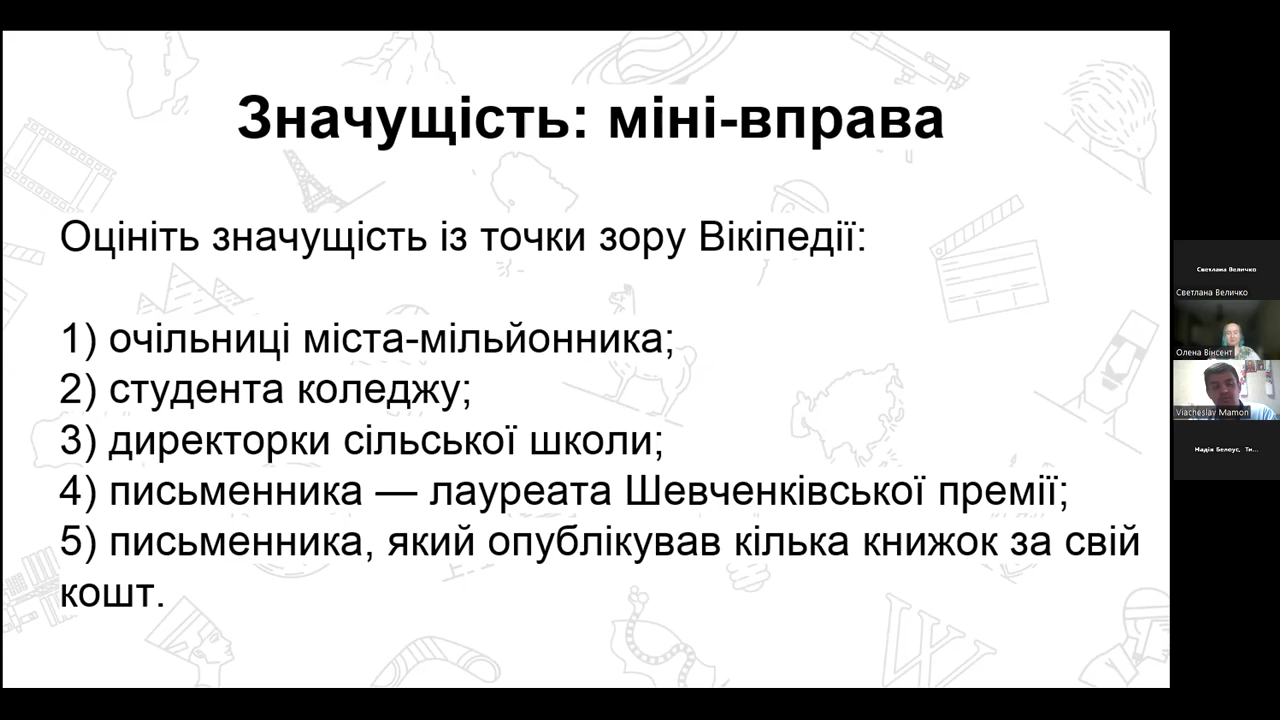 Значущість: міні-вправа
Оцініть значущість із точки зору Вікіпедії:
1) очільниці міста-мільйонника;
2) студента коледжу;
3) директорки сільської школи;
4) письменника — лауреата Шевченківської премії;
5) письменника, який опублікував кілька книжок за свій
кошт.
Светлана Величко
Светлана Величко
Олена Вінсент
Viacheslav Mamon
Надія Белоус, Ти...